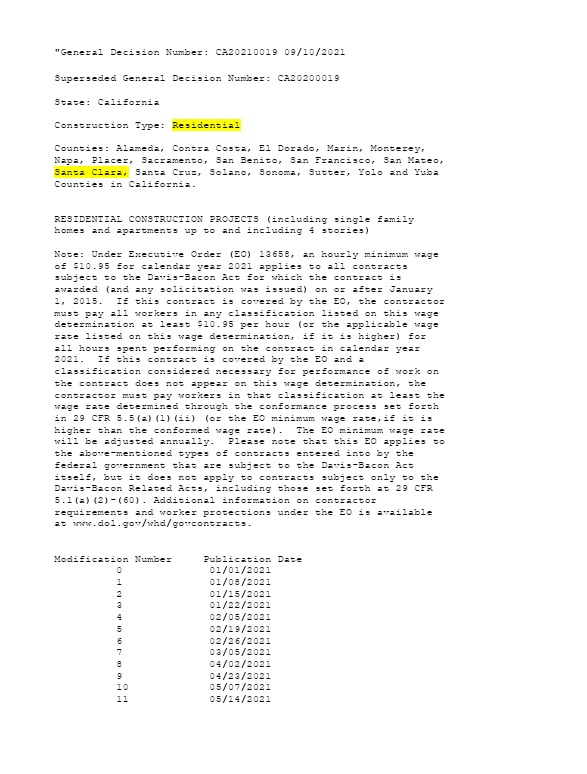 "General Decision Number: CA20210019 09/10/2021
Superseded General Decision Number: CA20200019
State: California
Construction Type: Residential
Counties: Alameda, Contra Costa, El Dorado, Marin, Monterey,
Napa, Placer, Sacramento, San Benito, San Francisco, San Mateo,
Santa Clara, Santa Cruz, Solano, Sonoma, Sutter, Yolo and Yuba
Counties in California.
RESIDENTIAL CONSTRUCTION PROJECTS (including single family
homes and apartments up to and including 4 stories)
Note: Under Executive Order (EO) 13658, an hourly minimum wage
of $10.95 for calendar year 2021 applies to all contracts
subject to the Davis-Bacon Act for which the contract is
awarded (and any solicitation was issued) on or after January
1, 2015.  If this contract is covered by the EO, the contractor
must pay all workers in any classification listed on this wage
determination at least $10.95 per hour (or the applicable wage
rate listed on this wage determination, if it is higher) for
all hours spent performing on the contract in calendar year
2021.  If this contract is covered by the EO and a
classification considered necessary for performance of work on
the contract does not appear on this wage determination, the
contractor must pay workers in that classification at least the
wage rate determined through the conformance process set forth
in 29 CFR 5.5(a)(1)(ii) (or the EO minimum wage rate,if it is
higher than the conformed wage rate).  The EO minimum wage rate
will be adjusted annually.  Please note that this EO applies to
the above-mentioned types of contracts entered into by the
federal government that are subject to the Davis-Bacon Act
itself, but it does not apply to contracts subject only to the
Davis-Bacon Related Acts, including those set forth at 29 CFR
5.1(a)(2)-(60). Additional information on contractor
requirements and worker protections under the EO is available
at www.dol.gov/whd/govcontracts.
Modification Number     Publication Date
0     01/01/2021
1     01/08/2021
2     01/15/2021
3     01/22/2021
4     02/05/2021
5     02/19/2021
6     02/26/2021
7     03/05/2021
8     04/02/2021
9     04/23/2021
10     05/07/2021
11     05/14/2021